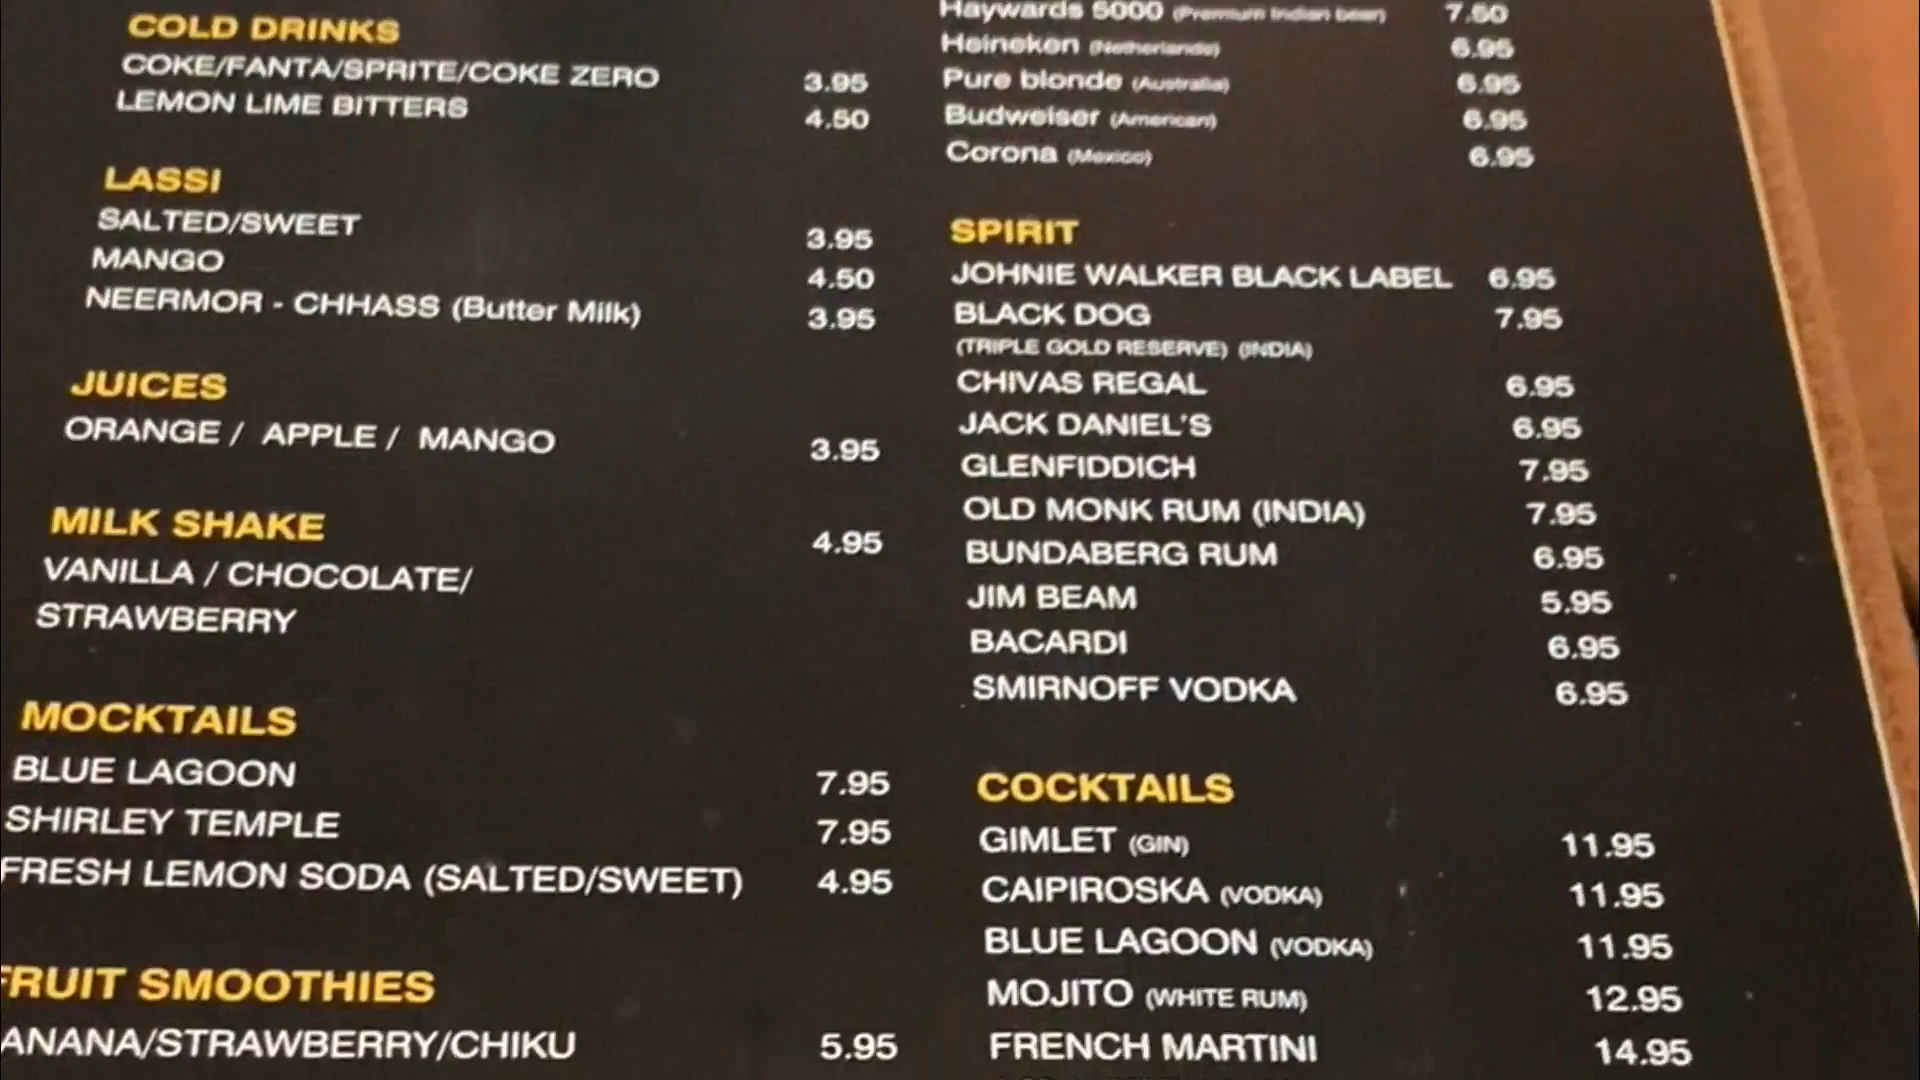 COLD DRINKS
COKE/FANTA/SPRITE/COKE ZERO 3.95
LEMON LIME BITTERS 4.50
LASSI
SALTED/SWEET 3.95
MANGO 4.50
NEERMOR - CHHASS (Butter Milk) 3.95
JUICES
ORANGE / APPLE / MANGO 3.95
MILK SHAKE 4.95
VANILLA / CHOCOLATE/
STRAWBERRY
MOCKTAILS
BLUE LAGOON 7.95
SHIRLEY TEMPLE 7.95
FRESH LEMON SODA (SALTED/SWEET) 4.95
FRUIT SMOOTHIES
ANANA/STRAWBERRY/CHIKU 5.95
Haywards 5000 (Premium Indian beer) 7.50
Heineken (Netherlands) 6.95
Pure blonde (Australia) 6.95
Budweiser (American) 6.95
Corona (Mexico) 6.95
SPIRIT
JOHNIE WALKER BLACK LABEL 6.95
BLACK DOG 7.95
(TRIPLE GOLD RESERVE) (INDIA)
CHIVAS REGAL 6.95
JACK DANIEL'S 6.95
GLENFIDDICH 7.95
OLD MONK RUM (INDIA) 7.95
BUNDABERG RUM 6.95
JIM BEAM 5.95
BACARDI 6.95
SMIRNOFF VODKA 6.95
COCKTAILS
GIMLET (GIN) 11.95
CAIPIROSKA (VODKA) 11.95
BLUE LAGOON (VODKA) 11.95
MOJITO (WHITE RUM) 12.95
FRENCH MARTINI 14.95